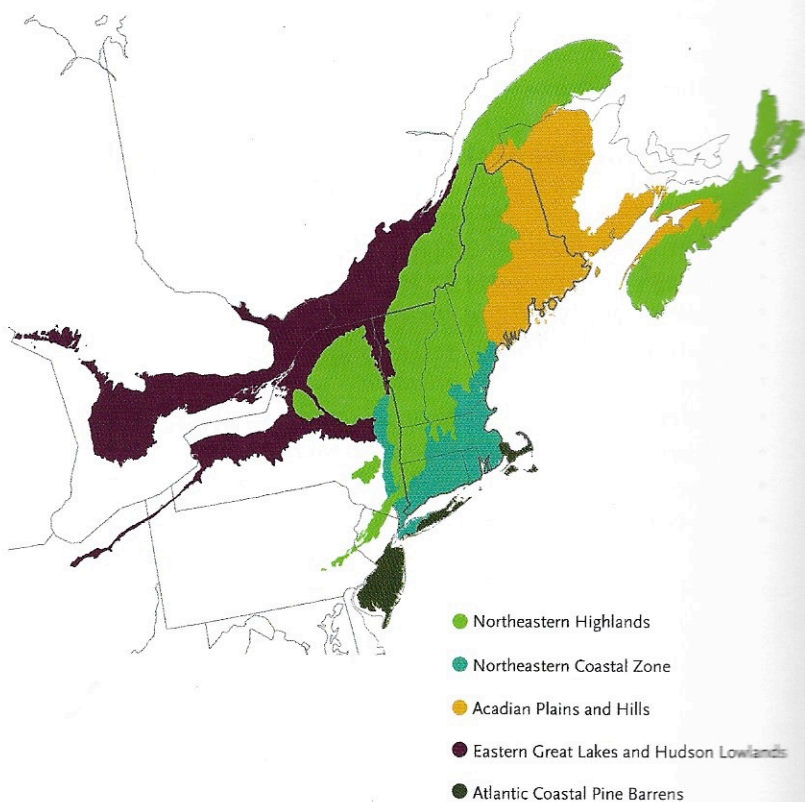 Northeastern Highlands
Northeastern Coastal Zone
Acadian Plains and Hills
Eastern Great Lakes and Hudson Lowlands
Atlantic Coastal Pine Barrens